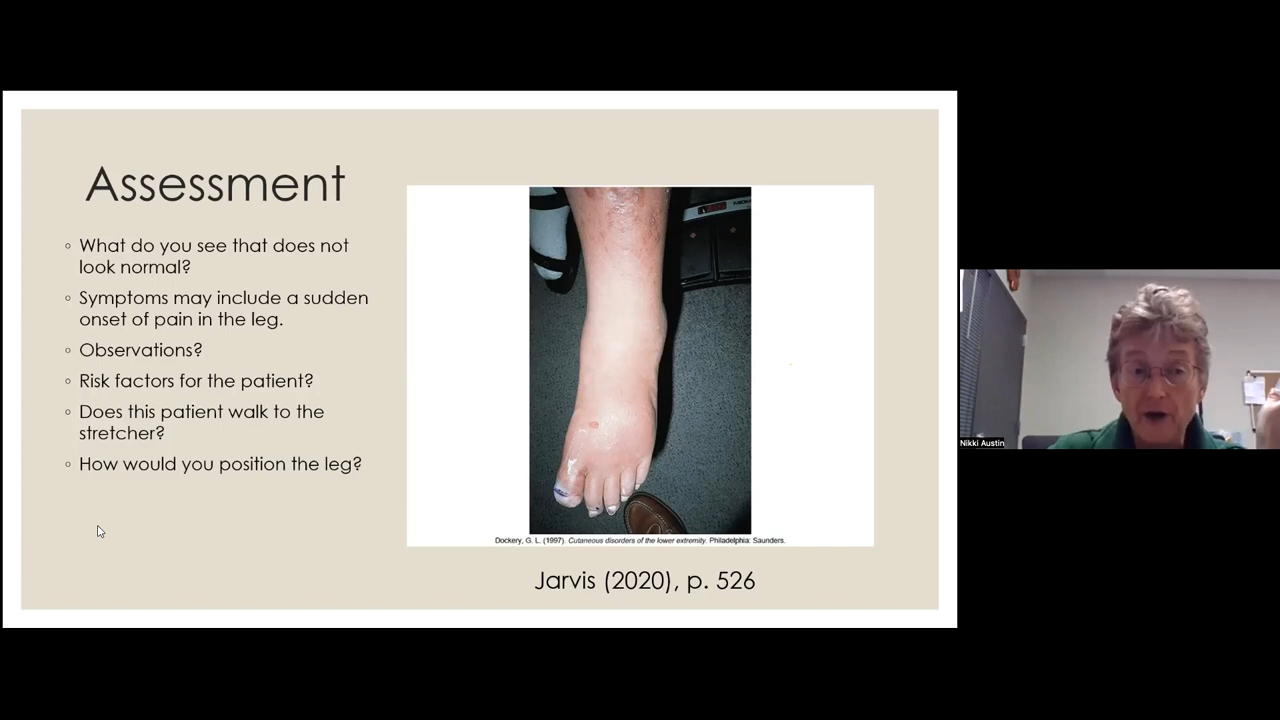 Assessment
◦ What do you see that does not
look normal?
◦ Symptoms may include a sudden
onset of pain in the leg.
◦ Observations?
◦ Risk factors for the patient?
◦ Does this patient walk to the
stretcher?
◦ How would you position the leg?
Dockery, G. L. (1997). Cutaneous disorders of the lower extremity. Philadelphia: Saunders.
Jarvis (2020), p. 526
Nikki Austin